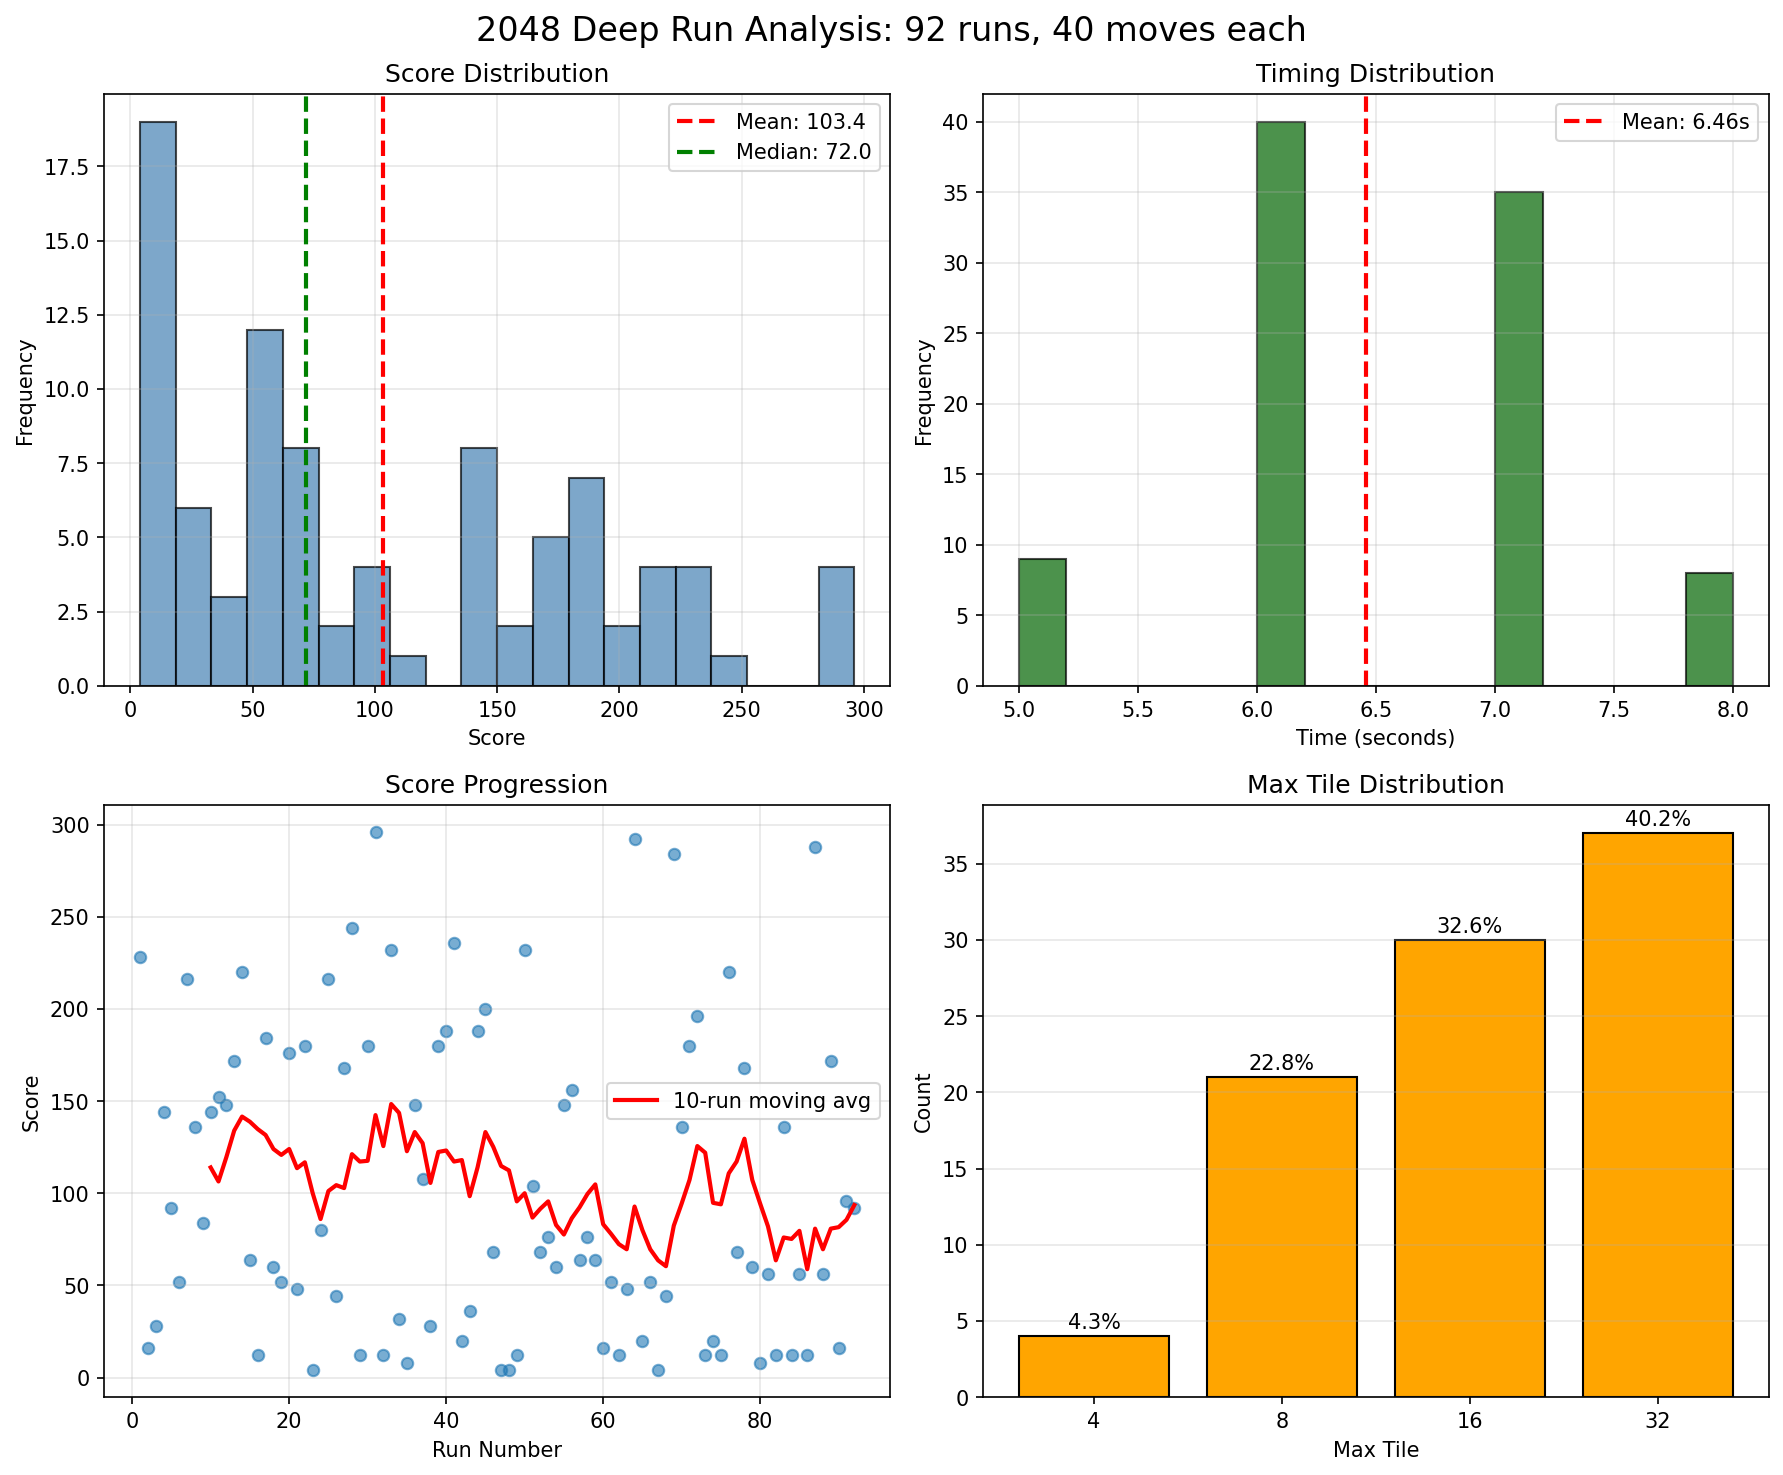 2048 Deep Run Analysis: 92 runs, 40 moves each
Score Distribution
Mean: 103.4
Median: 72.0
Frequency
17.5
15.0
12.5
10.0
7.5
5.0
2.5
0.0
0 50 100 150 200 250 300
Score
Timing Distribution
Mean: 6.46s
Frequency
40
35
30
25
20
15
10
5
0
5.0 5.5 6.0 6.5 7.0 7.5 8.0
Time (seconds)
Score Progression
10-run moving avg
Score
300
250
200
150
100
50
0
0 20 40 60 80
Run Number
Max Tile Distribution
40.2%
32.6%
22.8%
4.3%
Count
35
30
25
20
15
10
5
0
4 8 16 32
Max Tile